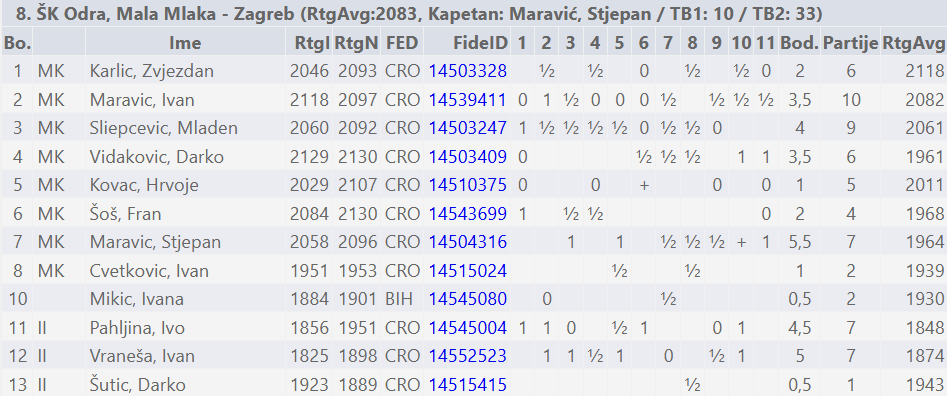 8. ŠK Odra, Mala Mlaka - Zagreb (RtgAvg:2083, Kapetan: Maravić, Stjepan / TB1: 10 / TB2: 33)
Bo. Ime RtgI RtgN FED FideID 1 2 3 4 5 6 7 8 9 10 11 Bod. Partije RtgAvg
1 MK Karlic, Zvjezdan 2046 2093 CRO 14503328 ½ ½ 0 ½ ½ 0 2 6 2118
2 MK Maravic, Ivan 2118 2097 CRO 14539411 0 1 ½ 0 0 0 ½ ½ ½ ½ 3,5 10 2082
3 MK Sliepcevic, Mladen 2060 2092 CRO 14503247 1 ½ ½ ½ ½ 0 ½ ½ 0 4 9 2061
4 MK Vidakovic, Darko 2129 2130 CRO 14503409 0 ½ ½ ½ 1 1 3,5 6 1961
5 MK Kovac, Hrvoje 2029 2107 CRO 14510375 0 0 + 0 0 1 5 2011
6 MK Šoš, Fran 2084 2130 CRO 14543699 1 ½ ½ 0 2 4 1968
7 MK Maravic, Stjepan 2058 2096 CRO 14504316 1 1 ½ ½ ½ + 1 5,5 7 1964
8 MK Cvetkovic, Ivan 1951 1953 CRO 14515024 ½ ½ 1 2 1939
10 Mikic, Ivana 1884 1901 BIH 14545080 0 ½ 0,5 2 1930
11 II Pahljina, Ivo 1856 1951 CRO 14545004 1 1 0 ½ 1 0 1 4,5 7 1848
12 II Vraneša, Ivan 1825 1898 CRO 14552523 1 1 ½ 1 0 ½ 1 5 7 1874
13 II Šutic, Darko 1923 1889 CRO 14515415 ½ 0,5 1 1943